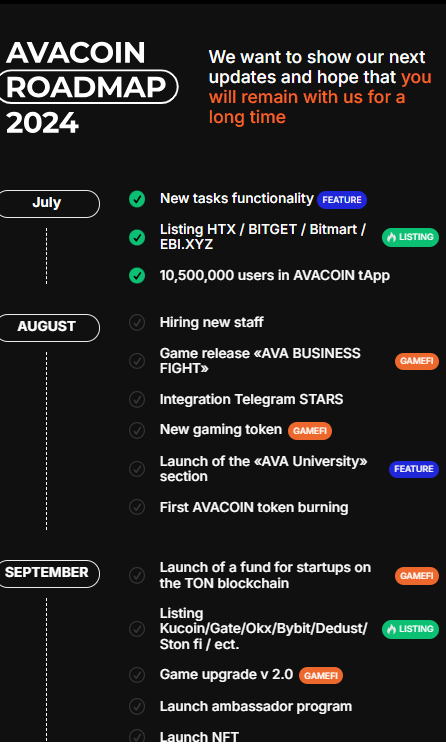 AVACOIN
ROADMAP
2024
We want to show our next
updates and hope that you
will remain with us for a
long time
July
New tasks functionality FEATURE
Listing HTX / BITGET / Bitmart /
EBI.XYZ
LISTING
10,500,000 users in AVACOIN tApp
AUGUST
Hiring new staff
Game release «AVA BUSINESS
FIGHT»
GAMEFI
Integration Telegram STARS
New gaming token GAMEFI
Launch of the «AVA University»
section
FEATURE
First AVACOIN token burning
SEPTEMBER
Launch of a fund for startups on
the TON blockchain
GAMEFI
Listing
Kucoin/Gate/Okx/Bybit/Dedust/
Ston fi / ect.
LISTING
Game upgrade v 2.0 GAMEFI
Launch ambassador program
Launch NFT